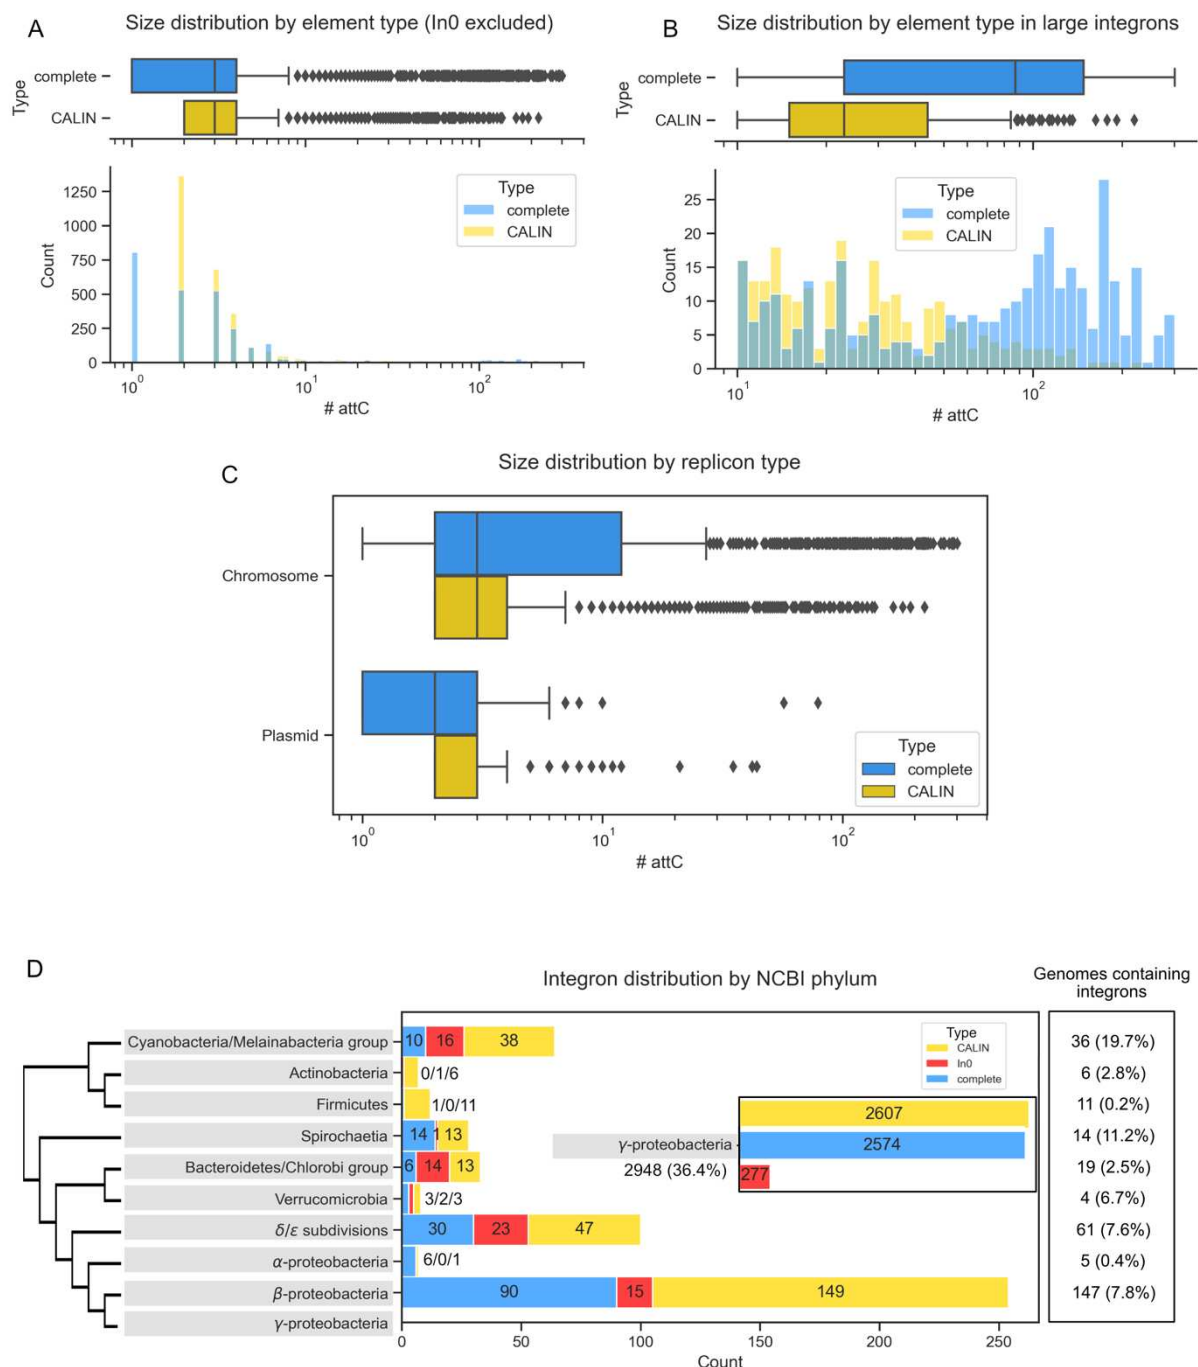 A
Size distribution by element type (In0 excluded)
Type
complete
CALIN
Count
1250
1000
750
500
250
0
Type
complete
CALIN
10^0
10^1
10^2
# attC
B
Size distribution by element type in large integrons
Type
complete
CALIN
Count
25
20
15
10
5
0
Type
complete
CALIN
10^1
10^2
# attC
C
Size distribution by replicon type
Chromosome
Plasmid
Type
complete
CALIN
10^0
10^1
10^2
# attC
D
Integron distribution by NCBI phylum
Genomes containing
integrons
Cyanobacteria/Melainabacteria group 10 16 38 36 (19.7%)
Actinobacteria 0/1/6 6 (2.8%)
Firmicutes 1/0/11 11 (0.2%)
Spirochaetia 14 1 13 14 (11.2%)
Bacteroidetes/Chlorobi group 6 14 13 19 (2.5%)
Verrucomicrobia 3/2/3 4 (6.7%)
δ/ε subdivisions 30 23 47 61 (7.6%)
α-proteobacteria 6/0/1 5 (0.4%)
β-proteobacteria 90 15 149 147 (7.8%)
γ-proteobacteria
Type
CALIN
In0
complete
2607
γ-proteobacteria 2574
2948 (36.4%) 277
0 50 100 150 200 250
Count